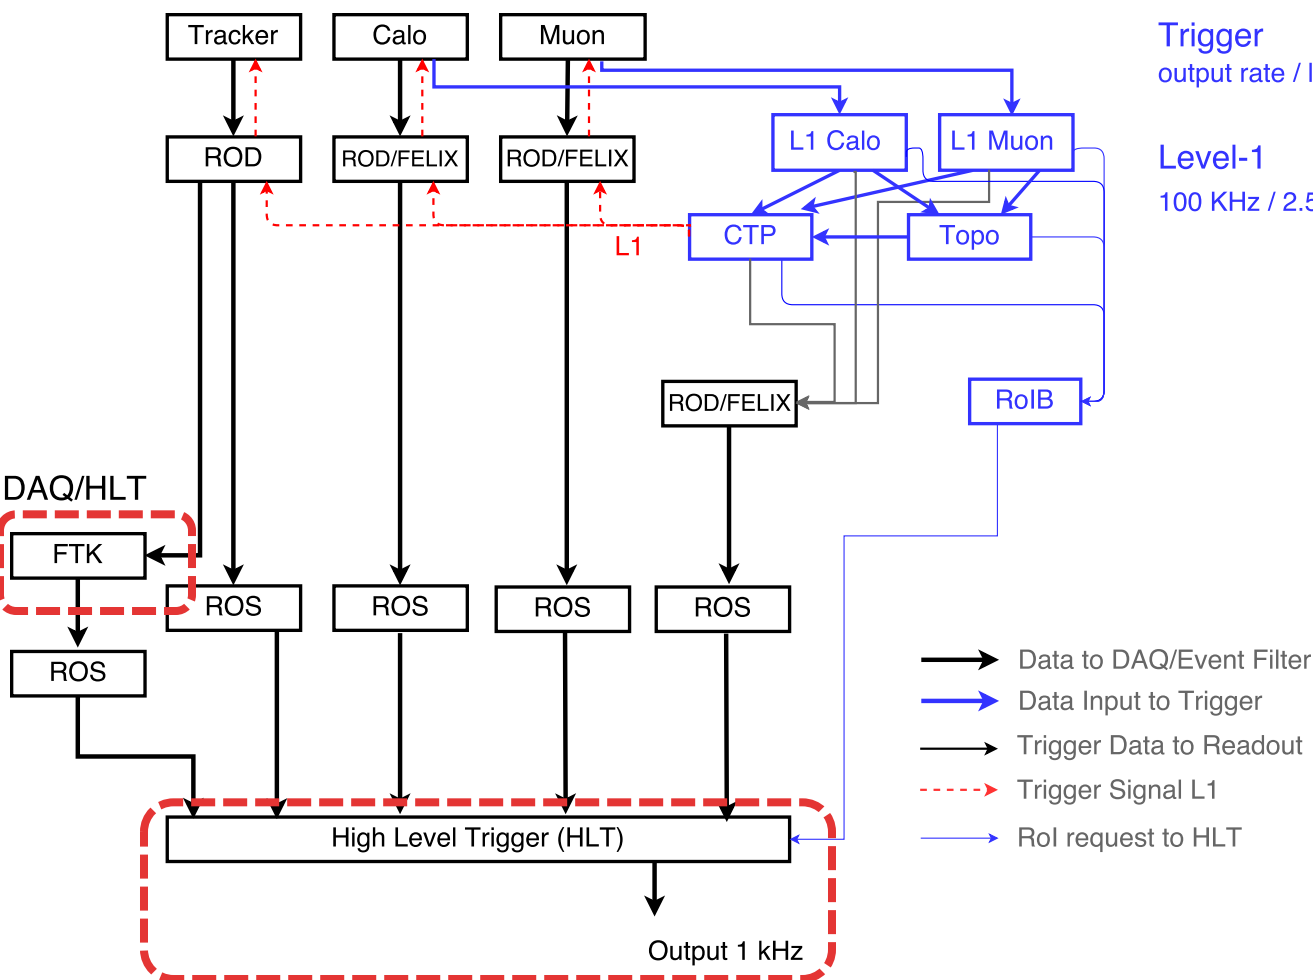 Tracker
Calo
Muon
Trigger
output rate / l
ROD
ROD/FELIX
ROD/FELIX
L1 Calo
L1 Muon
Level-1
100 KHz / 2.5
L1
CTP
Topo
ROD/FELIX
RoIB
DAQ/HLT
FTK
ROS
ROS
ROS
ROS
ROS
Data to DAQ/Event Filter
Data Input to Trigger
Trigger Data to Readout
Trigger Signal L1
RoI request to HLT
High Level Trigger (HLT)
Output 1 kHz